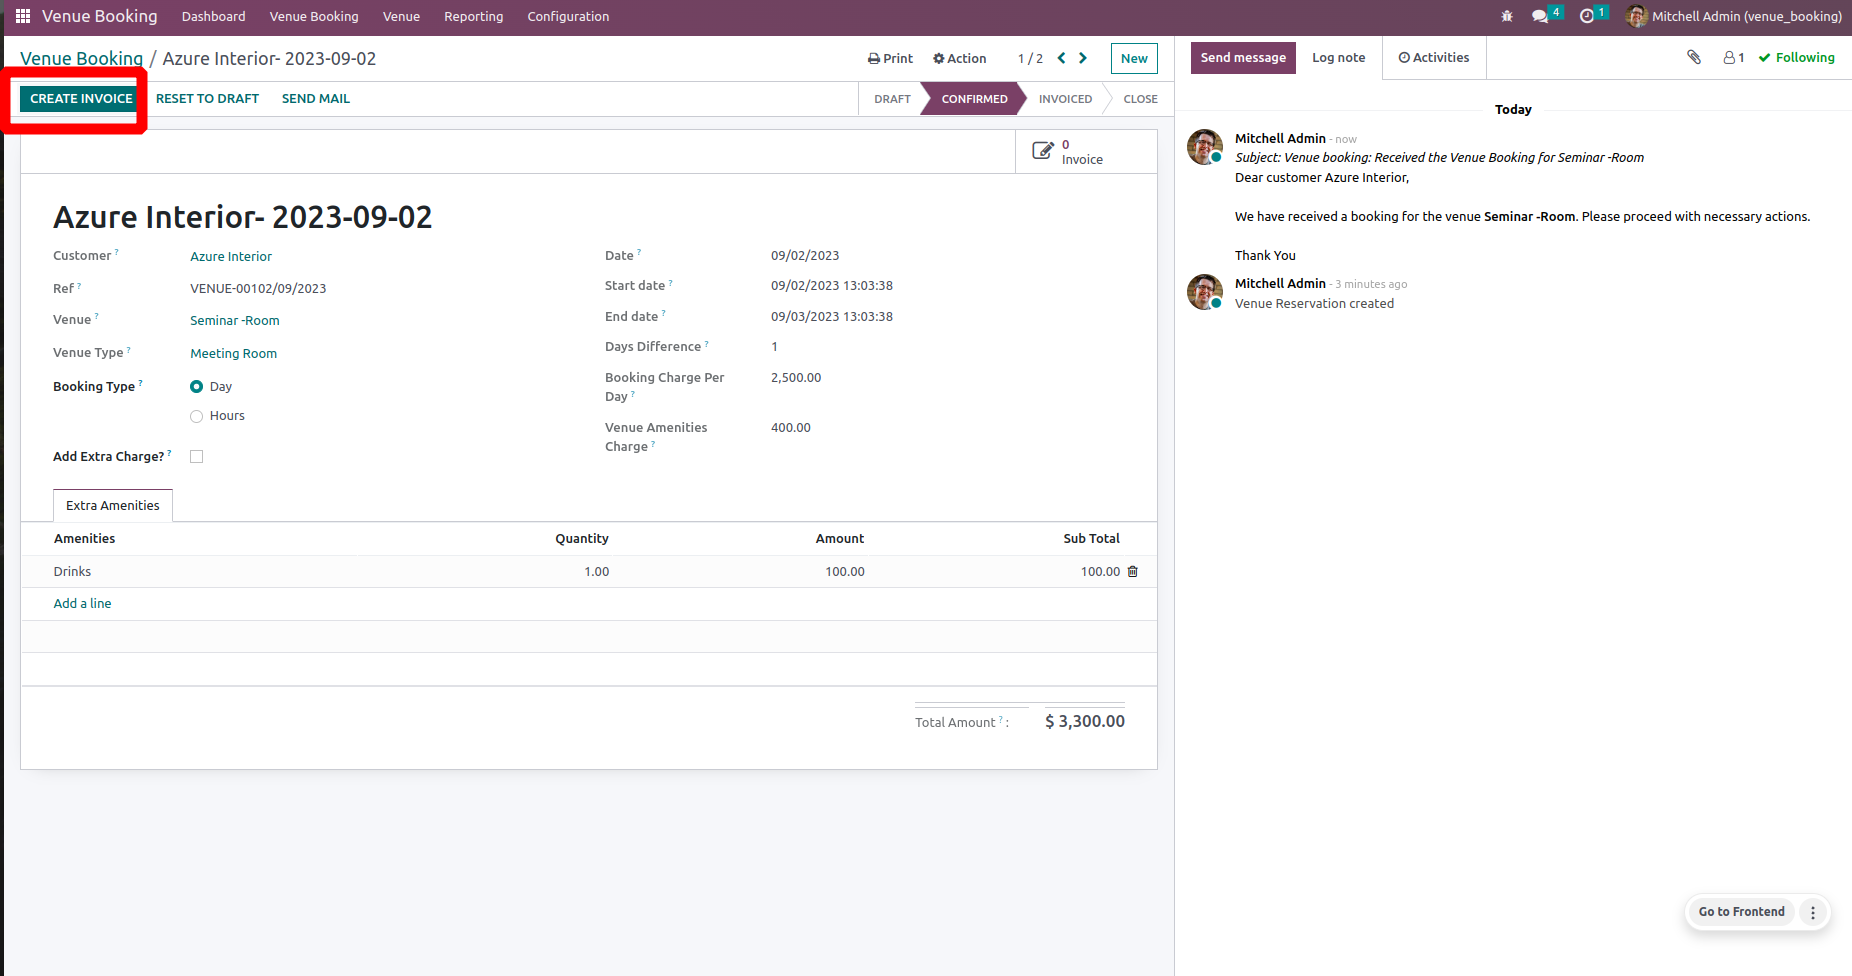 Venue Booking Dashboard Venue Booking Venue Reporting Configuration 4 1 Mitchell Admin (venue_booking)
Venue Booking / Azure Interior- 2023-09-02 Print Action 1 / 2 New
CREATE INVOICE RESET TO DRAFT SEND MAIL DRAFT CONFIRMED INVOICED CLOSE
0
Invoice
Azure Interior- 2023-09-02
Customer ? Azure Interior
Ref ? VENUE-00102/09/2023
Venue ? Seminar -Room
Venue Type ? Meeting Room
Booking Type ? Day
Hours
Add Extra Charge? ?
Date ? 09/02/2023
Start date ? 09/02/2023 13:03:38
End date ? 09/03/2023 13:03:38
Days Difference ? 1
Booking Charge Per 2,500.00
Day ?
Venue Amenities 400.00
Charge ?
Extra Amenities
Amenities Quantity Amount Sub Total
Drinks 1.00 100.00 100.00
Add a line
Total Amount ? : $ 3,300.00
Send message Log note Activities 1 Following
Today
Mitchell Admin - now
Subject: Venue booking: Received the Venue Booking for Seminar -Room
Dear customer Azure Interior,
We have received a booking for the venue Seminar -Room. Please proceed with necessary actions.
Thank You
Mitchell Admin - 3 minutes ago
Venue Reservation created
Go to Frontend